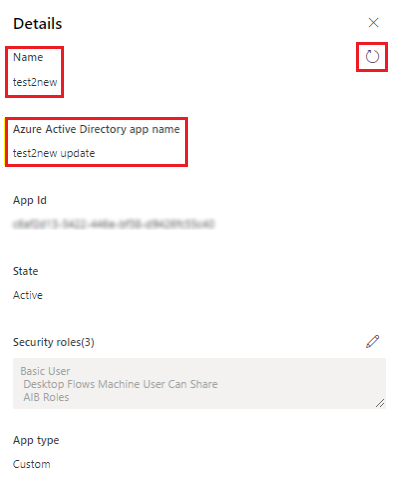 Details
Name
test2new
Azure Active Directory app name
test2new update
App Id
State
Active
Security roles(3)
Basic User
Desktop Flows Machine User Can Share
AIB Roles
App type
Custom